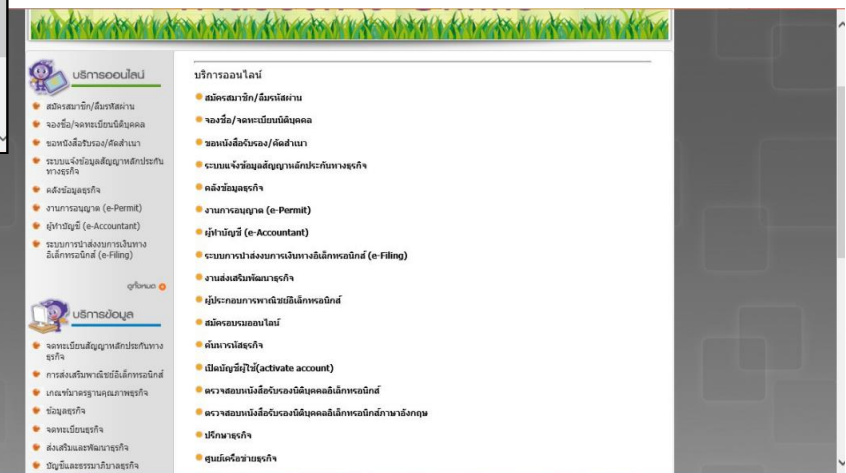 บริการออนไลน์
สมัครสมาชิก/ลืมรหัสผ่าน
จองชื่อ/จดทะเบียนนิติบุคคล
ขอหนังสือรับรอง/คัดสำเนา
ระบบแจ้งข้อมูลสัญญาหลักประกัน
ทางธุรกิจ
คลังข้อมูลธุรกิจ
งานการอนุญาต (e-Permit)
ผู้ทำบัญชี (e-Accountant)
ระบบการนำส่งงบการเงินทาง
อิเล็กทรอนิกส์ (e-Filing)
ดูทั้งหมด
บริการข้อมูล
จดทะเบียนสัญญาหลักประกันทาง
ธุรกิจ
การส่งเสริมพาณิชย์อิเล็กทรอนิกส์
เกณฑ์มาตรฐานคุณภาพธุรกิจ
ข้อมูลธุรกิจ
จดทะเบียนธุรกิจ
ส่งเสริมและพัฒนาธุรกิจ
บัญชีและธรรมาภิบาลธุรกิจ
บริการออนไลน์
สมัครสมาชิก/ลืมรหัสผ่าน
จองชื่อ/จดทะเบียนนิติบุคคล
ขอหนังสือรับรอง/คัดสำเนา
ระบบแจ้งข้อมูลสัญญาหลักประกันทางธุรกิจ
คลังข้อมูลธุรกิจ
งานการอนุญาต (e-Permit)
ผู้ทำบัญชี (e-Accountant)
ระบบการนำส่งงบการเงินทางอิเล็กทรอนิกส์ (e-Filing)
งานส่งเสริมพัฒนาธุรกิจ
ผู้ประกอบการพาณิชย์อิเล็กทรอนิกส์
สมัครอบรมออนไลน์
ค้นหารหัสธุรกิจ
เปิดบัญชีผู้ใช้(activate account)
ตรวจสอบหนังสือรับรองนิติบุคคลอิเล็กทรอนิกส์
ตรวจสอบหนังสือรับรองนิติบุคคลอิเล็กทรอนิกส์ภาษาอังกฤษ
ปรึกษาธุรกิจ
ศูนย์เครือข่ายธุรกิจ